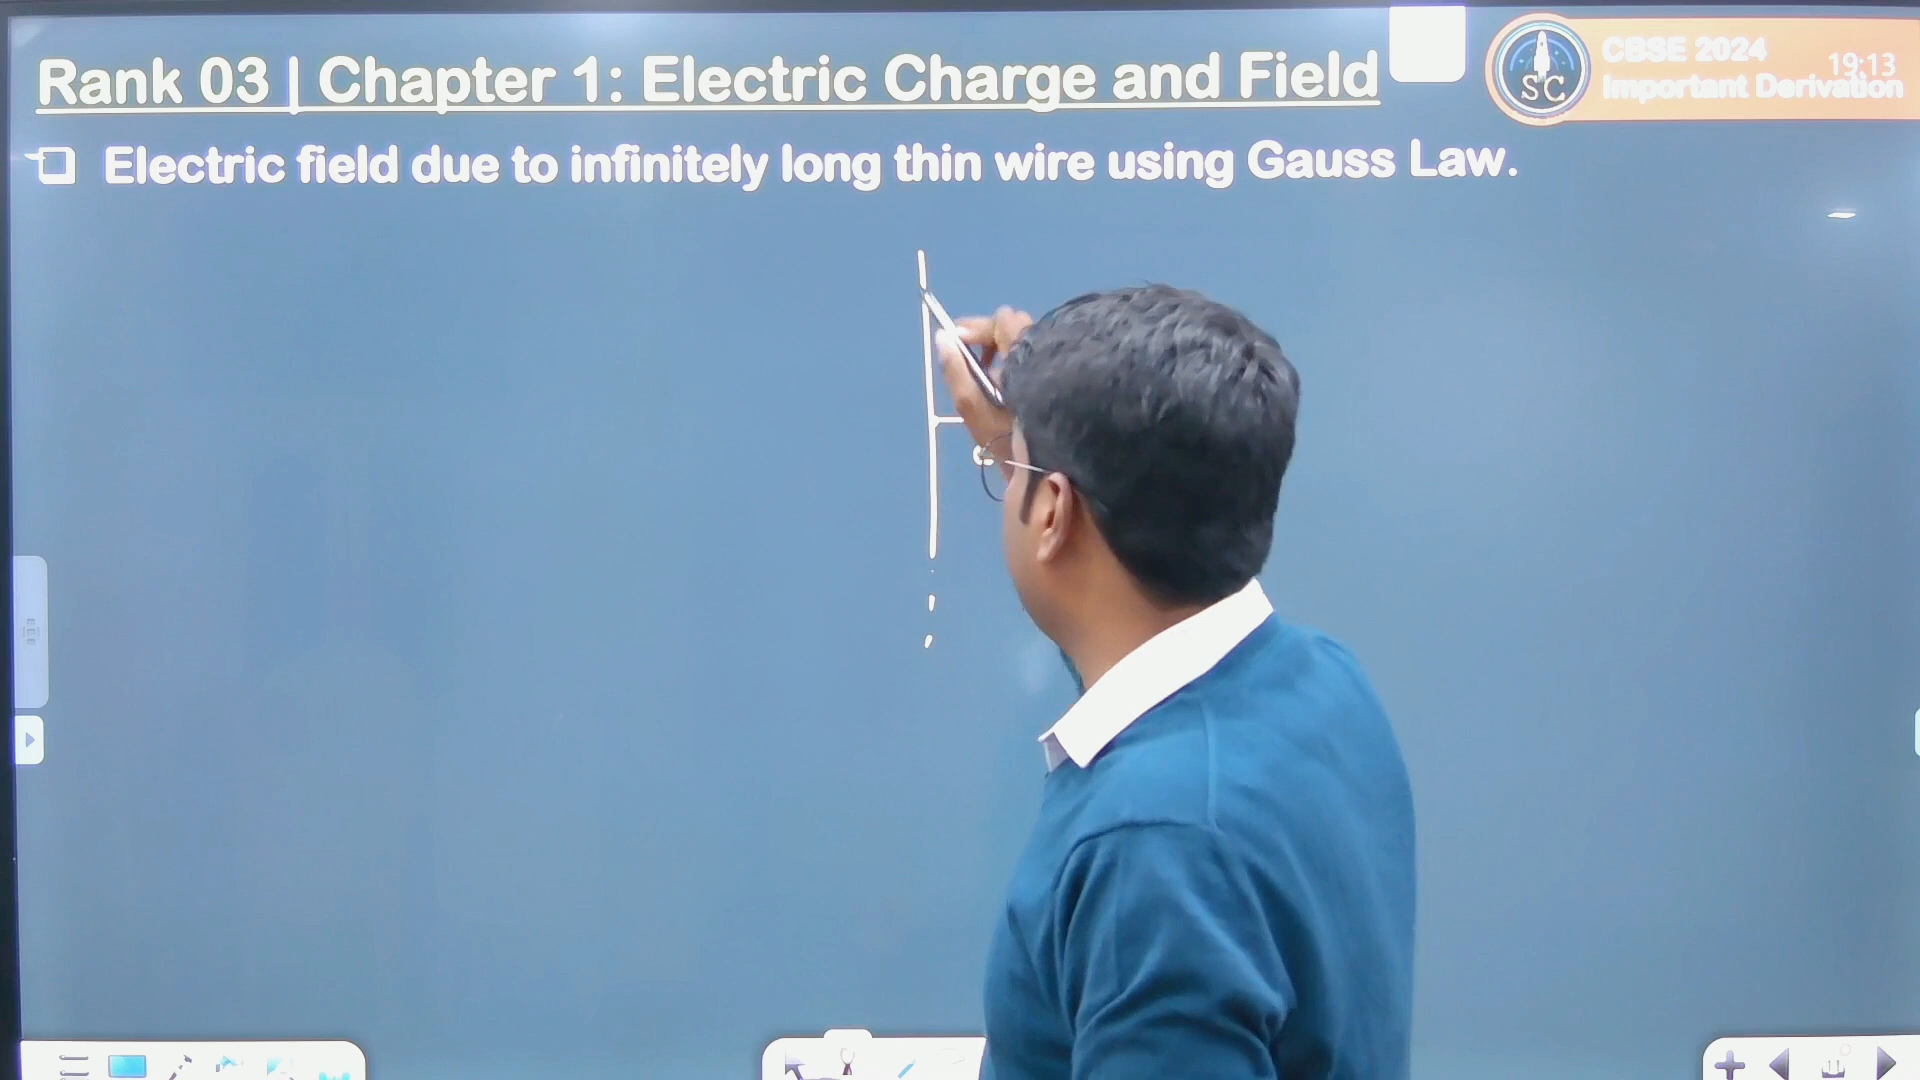 Rank 03 | Chapter 1: Electric Charge and Field
CBSE 2024
Important Derivation
19:13
SC
Electric field due to infinitely long thin wire using Gauss Law.